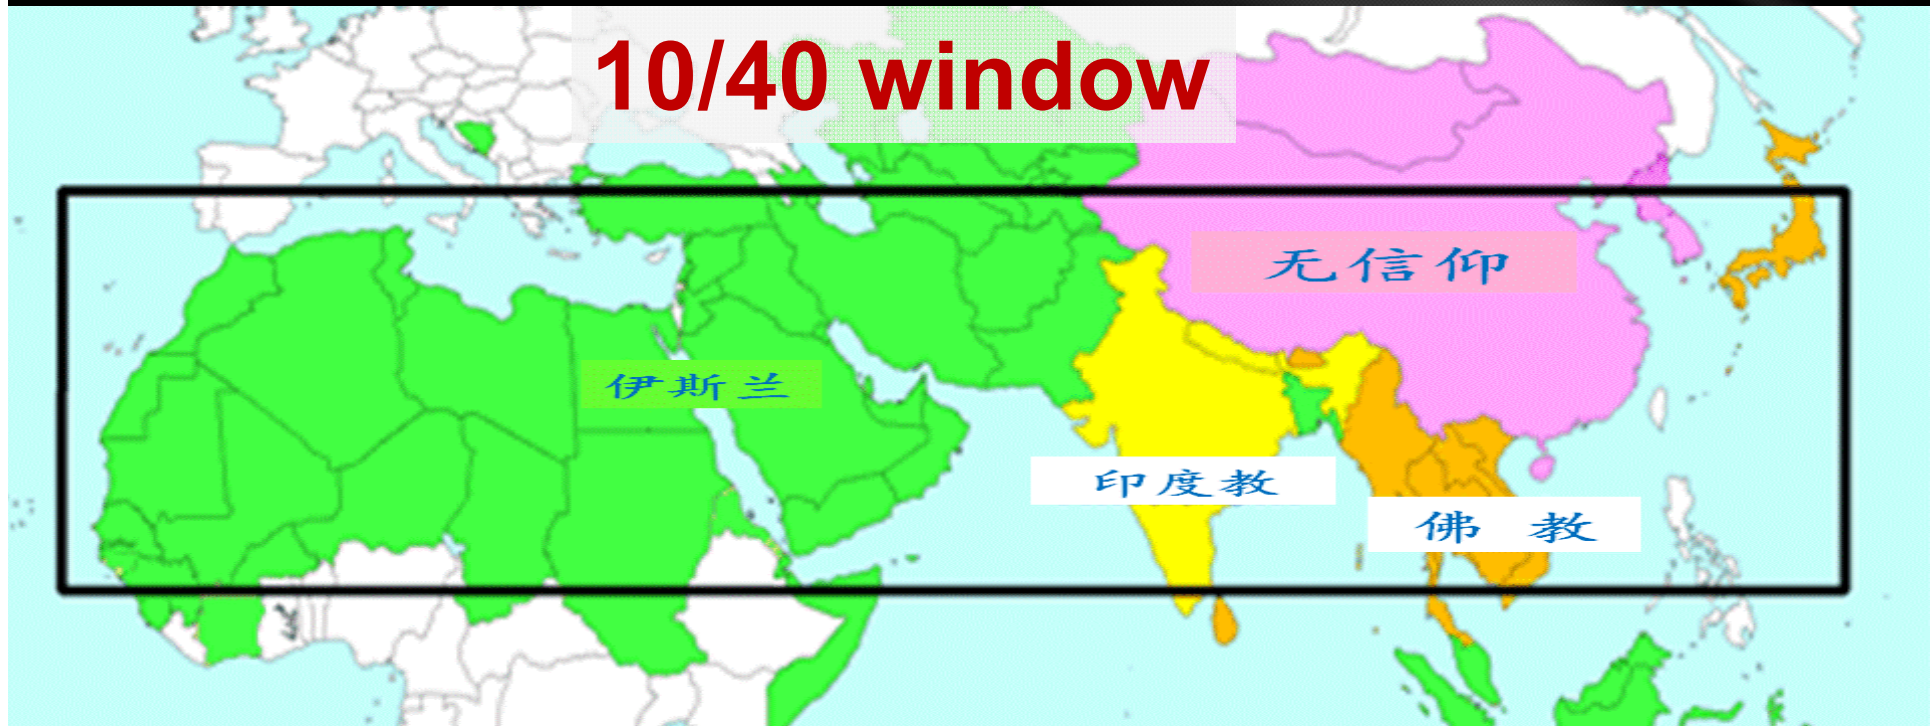 10/40 window
无信仰
伊斯兰
印度教
佛 教